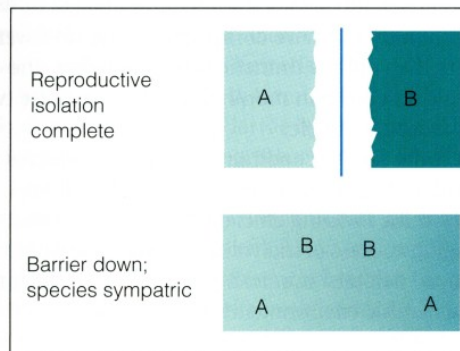 Reproductive
isolation
complete
A
B
Barrier down;
species sympatric
B B
A A